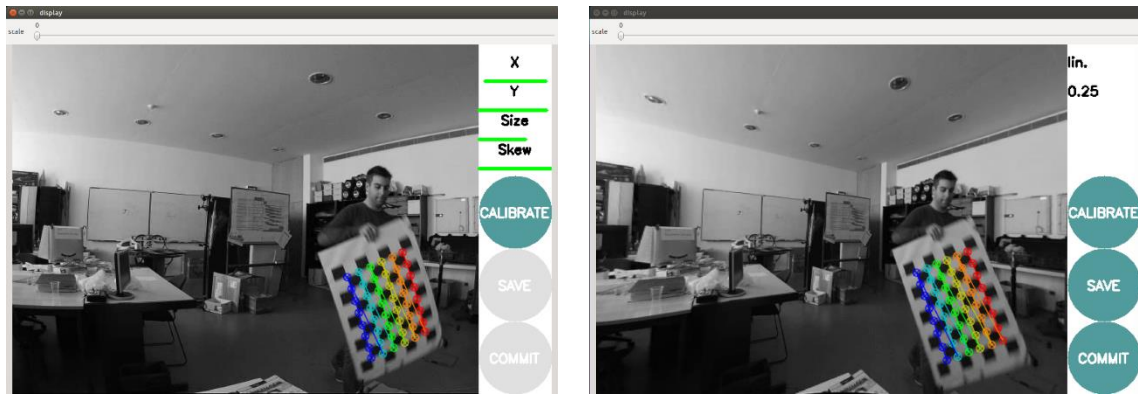 display
scale
0
X
Y
Size
Skew
CALIBRATE
SAVE
COMMIT
display
scale
0
lin.
0.25
CALIBRATE
SAVE
COMMIT